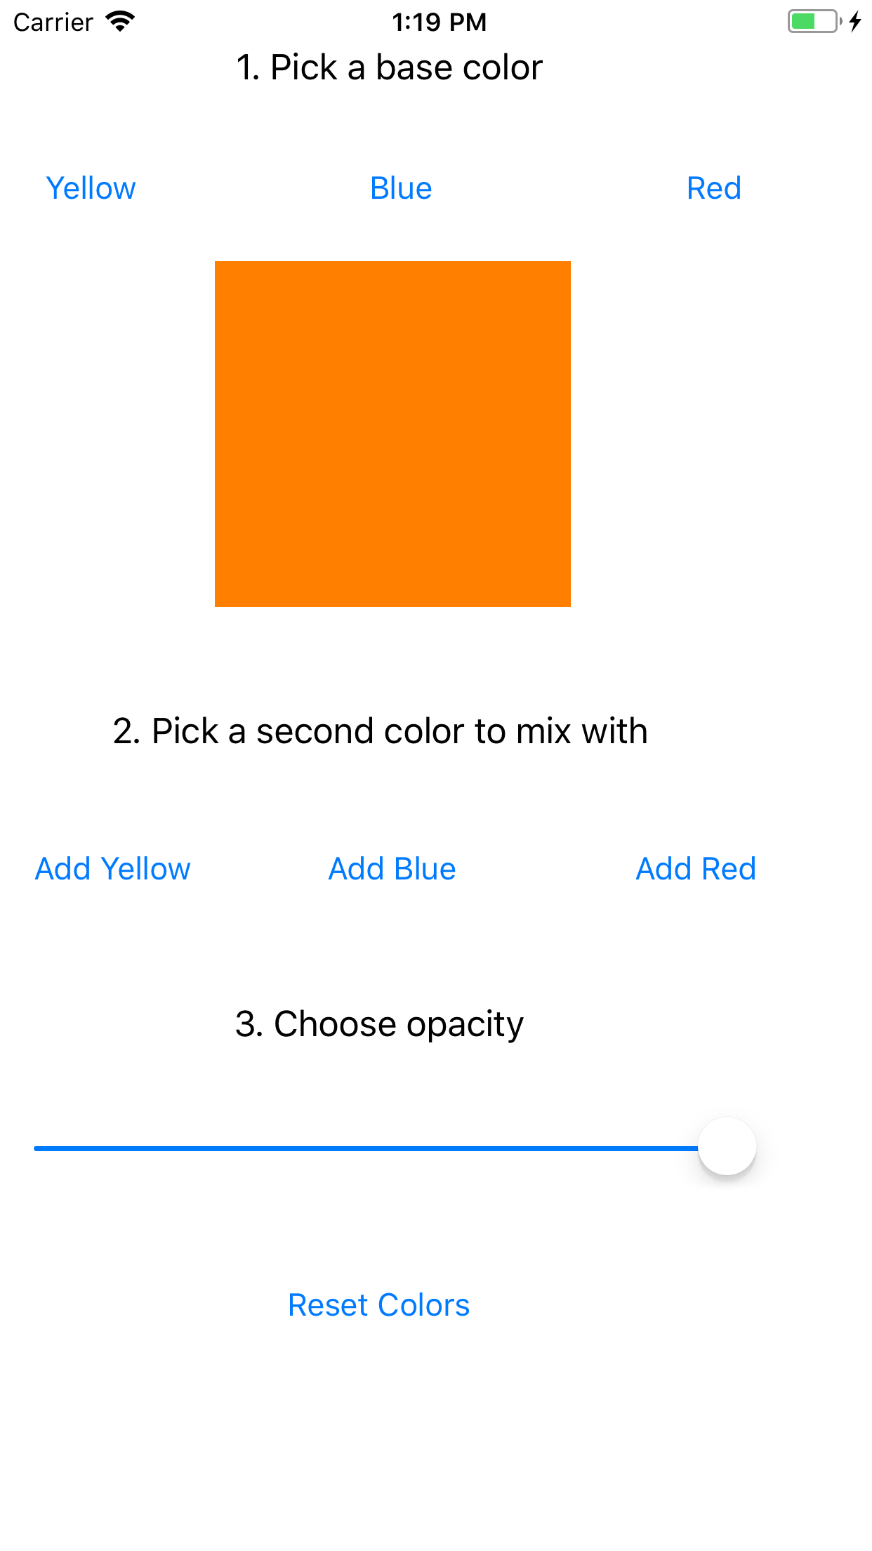 Carrier 1:19 PM
1. Pick a base color
Yellow Blue Red
2. Pick a second color to mix with
Add Yellow Add Blue Add Red
3. Choose opacity
Reset Colors